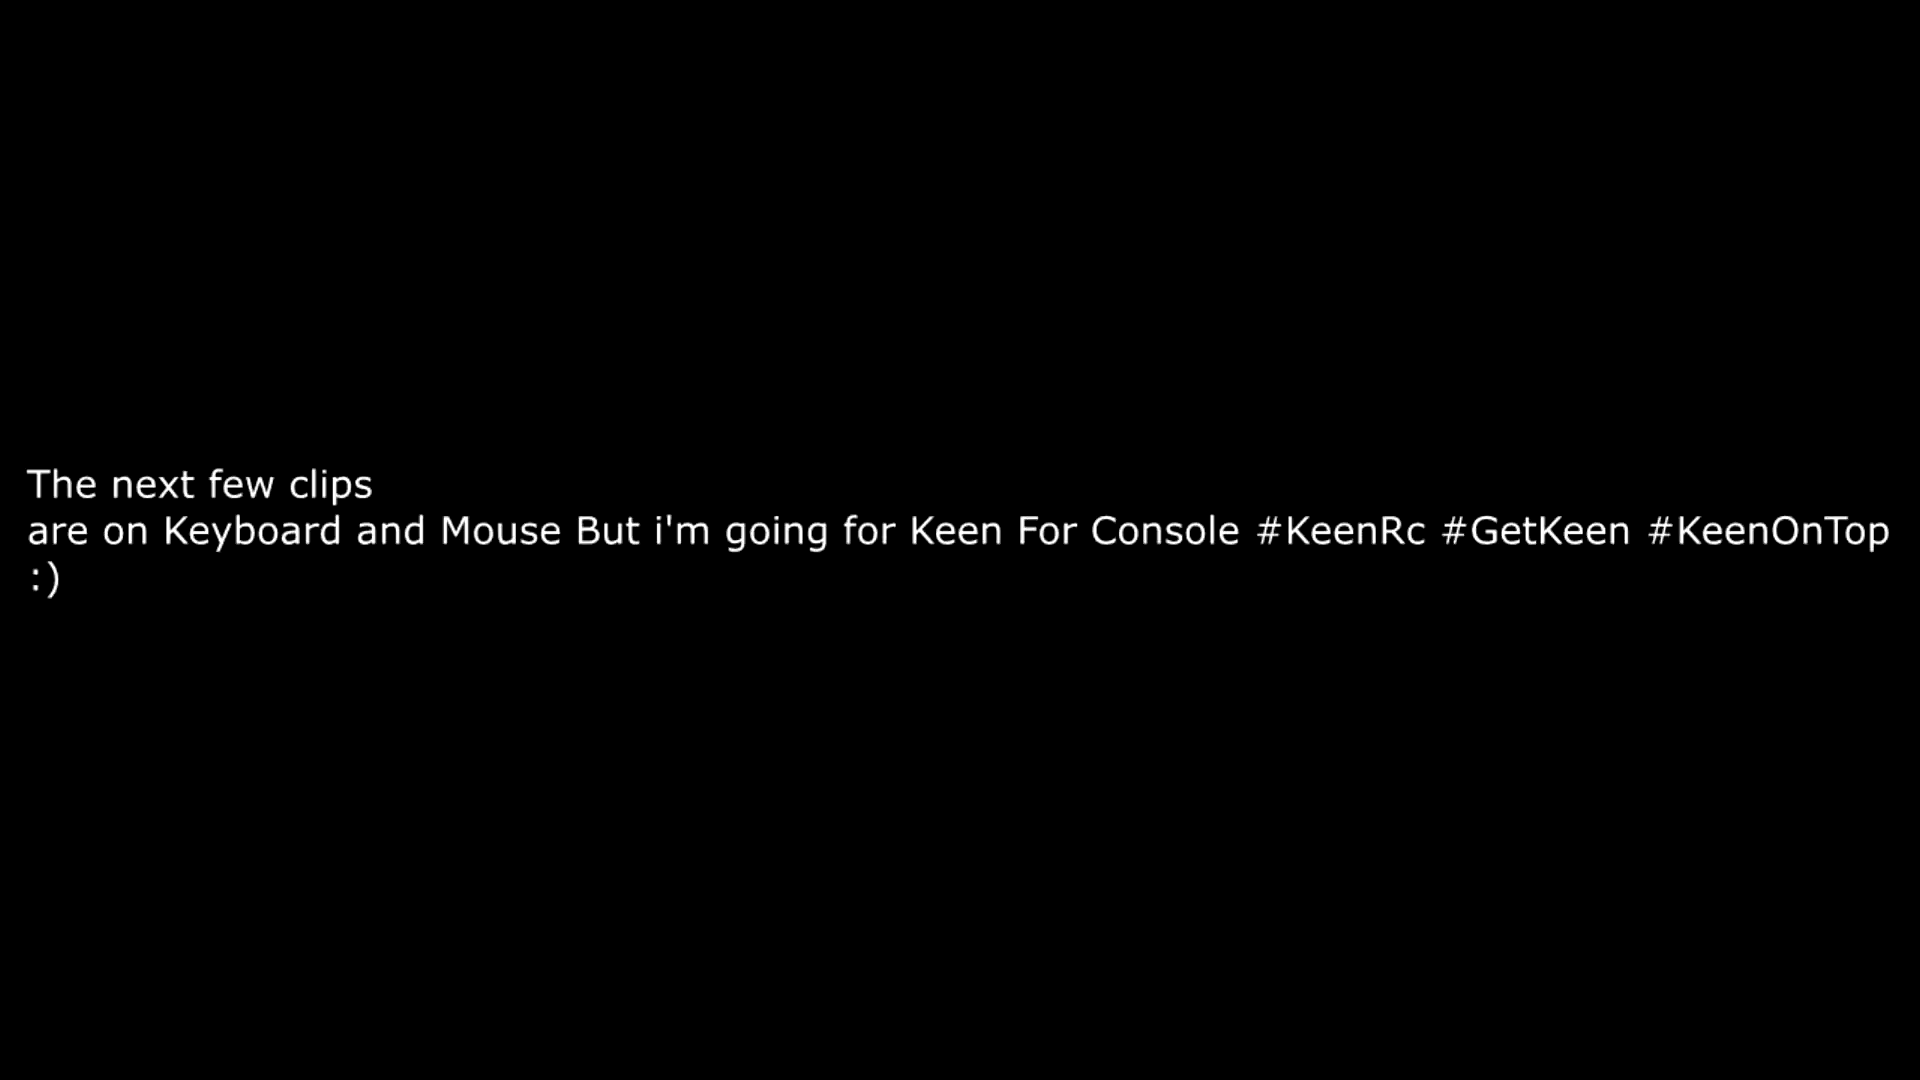 The next few clips
are on Keyboard and Mouse But i'm going for Keen For Console #KeenRc #GetKeen #KeenOnTop
:)